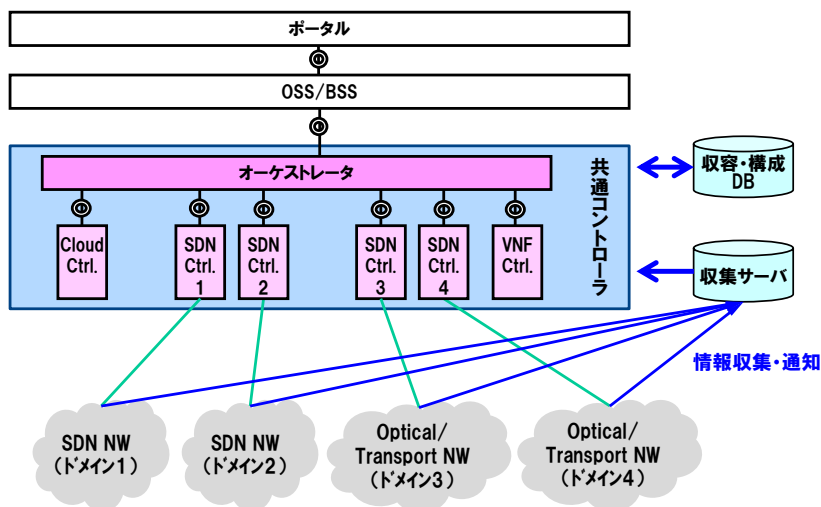 ポータル
OSS/BSS
オーケストレータ
共通コントローラ
収容・構成
DB
Cloud
Ctrl.
SDN
Ctrl.
1
SDN
Ctrl.
2
SDN
Ctrl.
3
SDN
Ctrl.
4
VNF
Ctrl.
収集サーバ
情報収集・通知
SDN NW
（ドメイン1）
SDN NW
（ドメイン2）
Optical/
Transport NW
（ドメイン3）
Optical/
Transport NW
（ドメイン4）